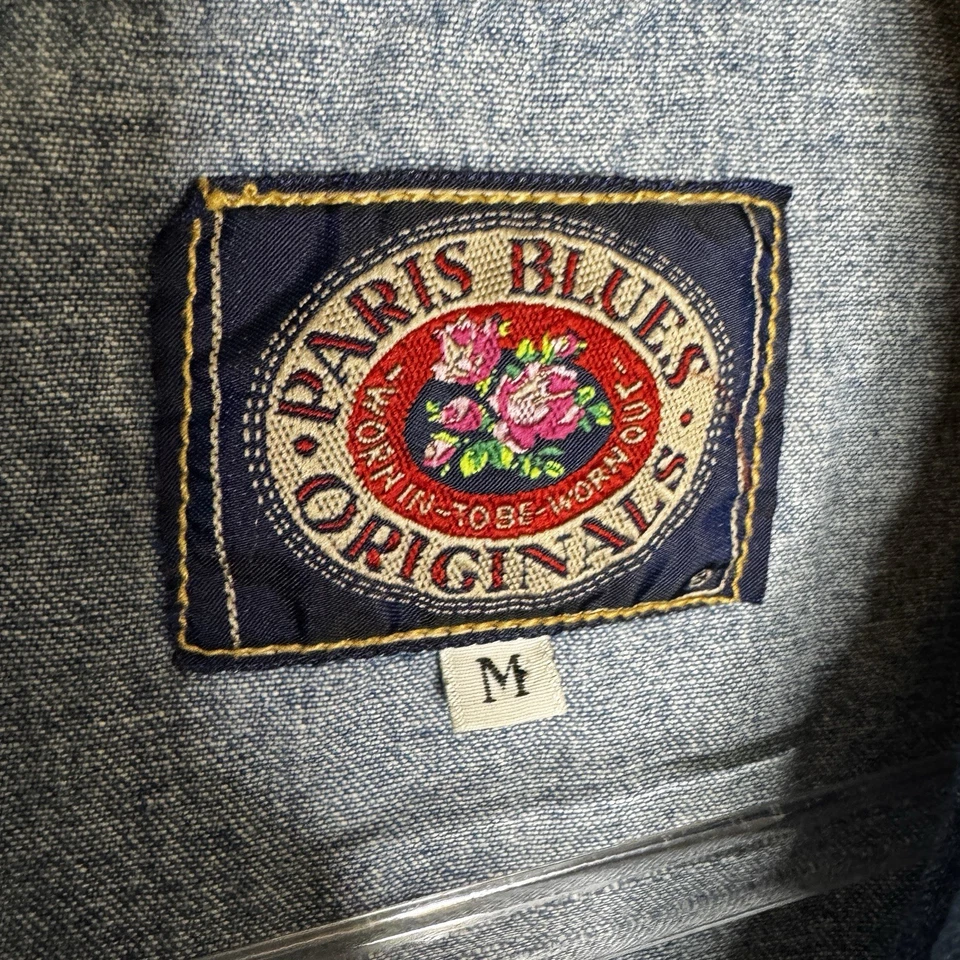 • PARIS BLUES •
ORIGINALS
~WORN IN~TO BE~WORN OUT~
M